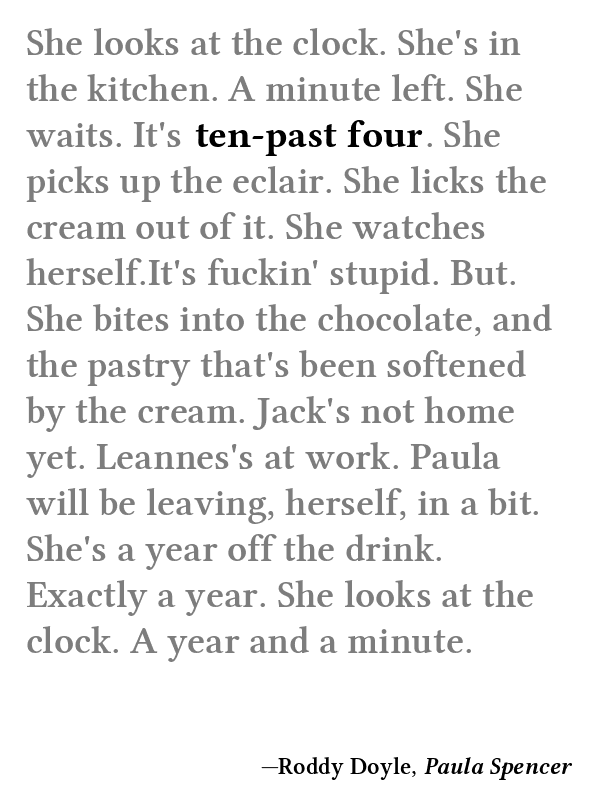 She looks at the clock. She's in
the kitchen. A minute left. She
waits. It's ten-past four. She
picks up the eclair. She licks the
cream out of it. She watches
herself.It's fuckin' stupid. But.
She bites into the chocolate, and
the pastry that's been softened
by the cream. Jack's not home
yet. Leannes's at work. Paula
will be leaving, herself, in a bit.
She's a year off the drink.
Exactly a year. She looks at the
clock. A year and a minute.
—Roddy Doyle, Paula Spencer